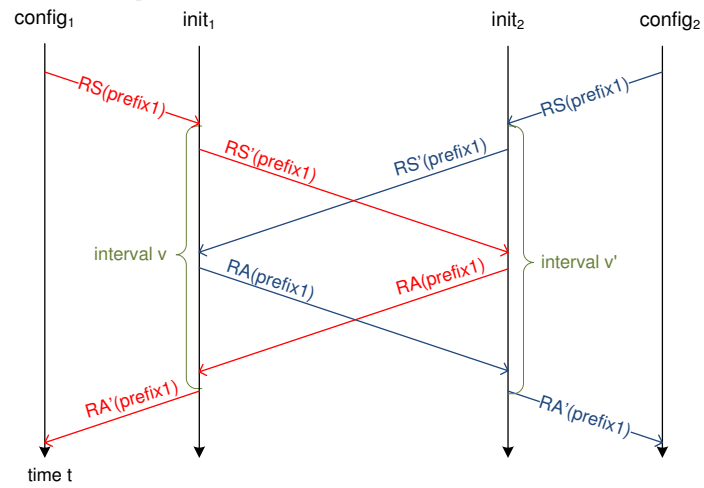 config₁
init₁
init₂
config₂
RS(prefix1)
RS(prefix1)
RS’(prefix1)
RS’(prefix1)
interval v
interval v'
RA(prefix1)
RA(prefix1)
RA’(prefix1)
RA’(prefix1)
time t